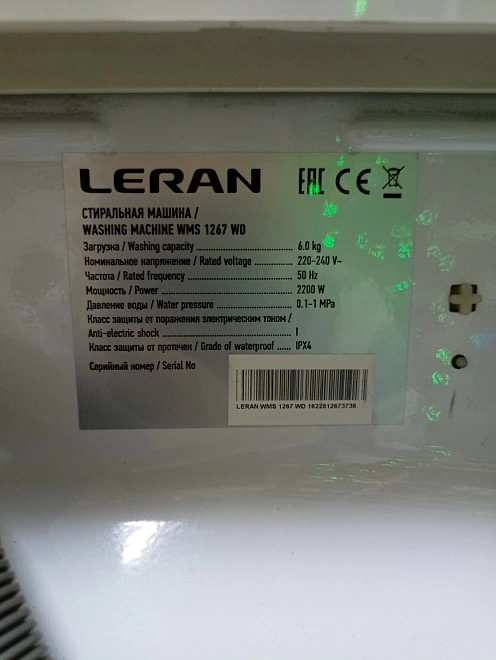 LERAN EAC CE
СТИРАЛЬНАЯ МАШИНА /
WASHING MACHINE WMS 1267 WD
Загрузка / Washing capacity 6.0 kg
Номинальное напряжение / Rated voltage 220-240 V~
Частота / Rated frequency 50 Hz
Мощность / Power 2200 W
Давление воды / Water pressure 0.1-1 MPa
Класс защиты от поражения электрическим током /
Anti-electric shock I
Класс защиты от протечек / Grade of waterproof IPX4
Серийный номер / Serial No
LERAN WMS 1267 WD 1622812673736